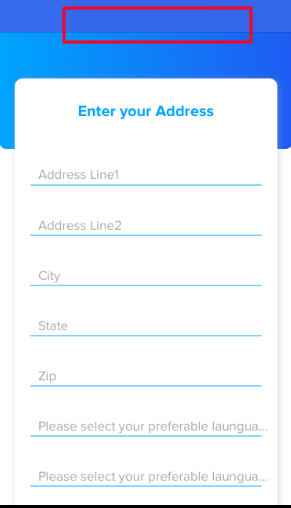 Enter your Address
Address Line1
Address Line2
City
State
Zip
Please select your preferable laungua...
Please select your preferable laungua...